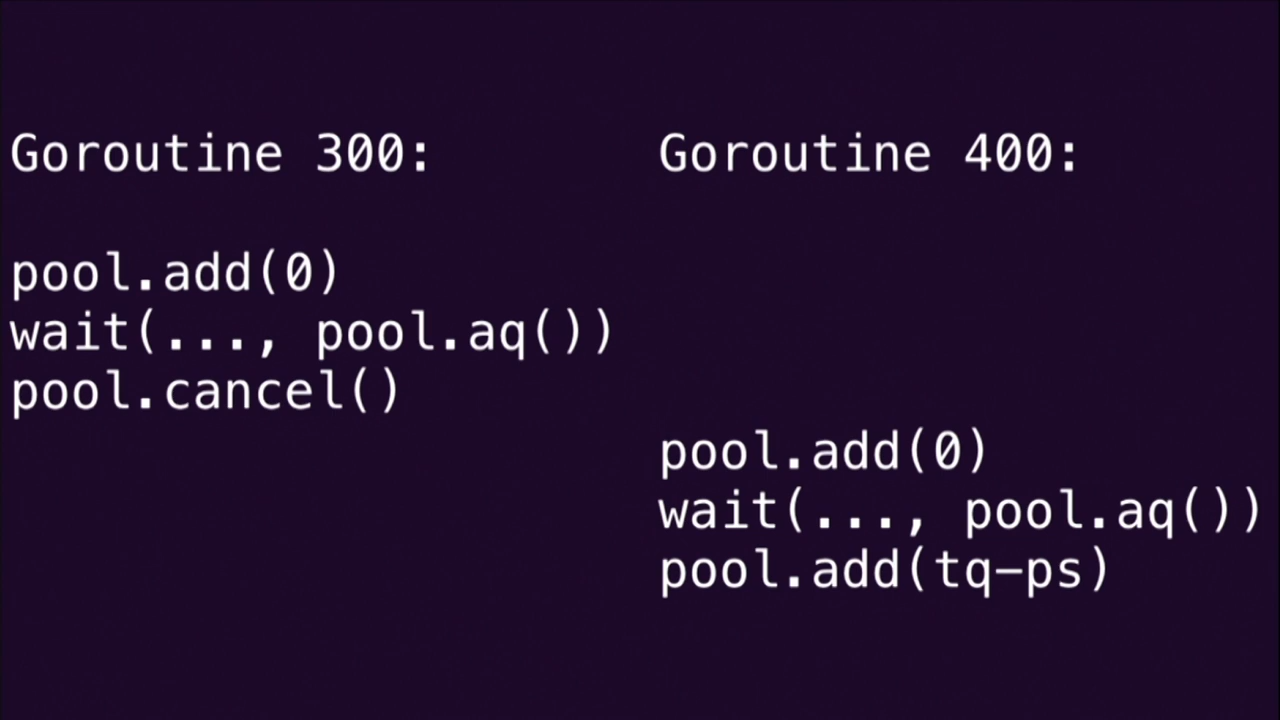 Goroutine 300:
pool.add(0)
wait(..., pool.aq())
pool.cancel()
Goroutine 400:
pool.add(0)
wait(..., pool.aq())
pool.add(tq-ps)